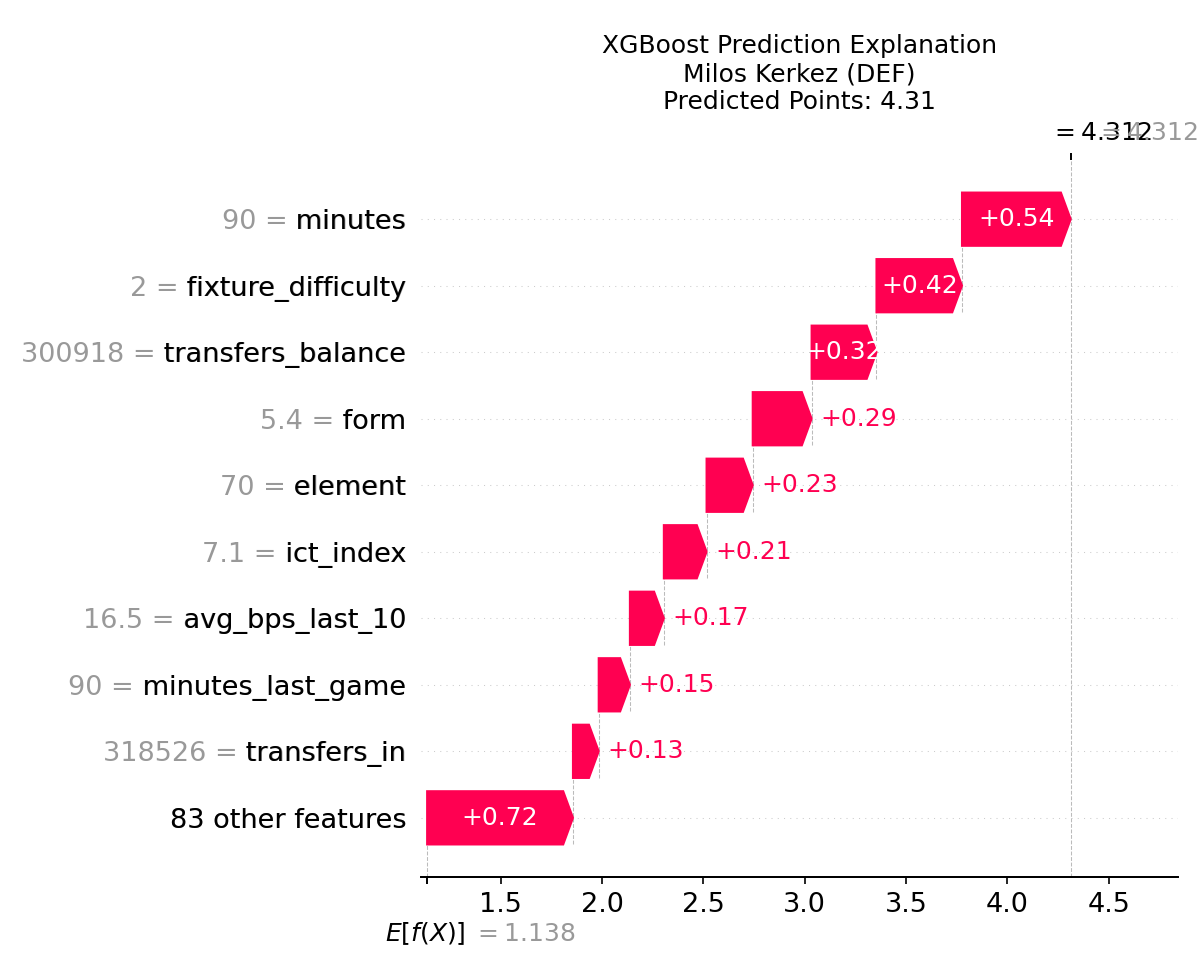 XGBoost Prediction Explanation
Milos Kerkez (DEF)
Predicted Points: 4.31
= 4.312 = 4.312
90 = minutes +0.54
2 = fixture_difficulty +0.42
300918 = transfers_balance +0.32
5.4 = form +0.29
70 = element +0.23
7.1 = ict_index +0.21
16.5 = avg_bps_last_10 +0.17
90 = minutes_last_game +0.15
318526 = transfers_in +0.13
83 other features +0.72
1.5 2.0 2.5 3.0 3.5 4.0 4.5
E[f(X)] = 1.138